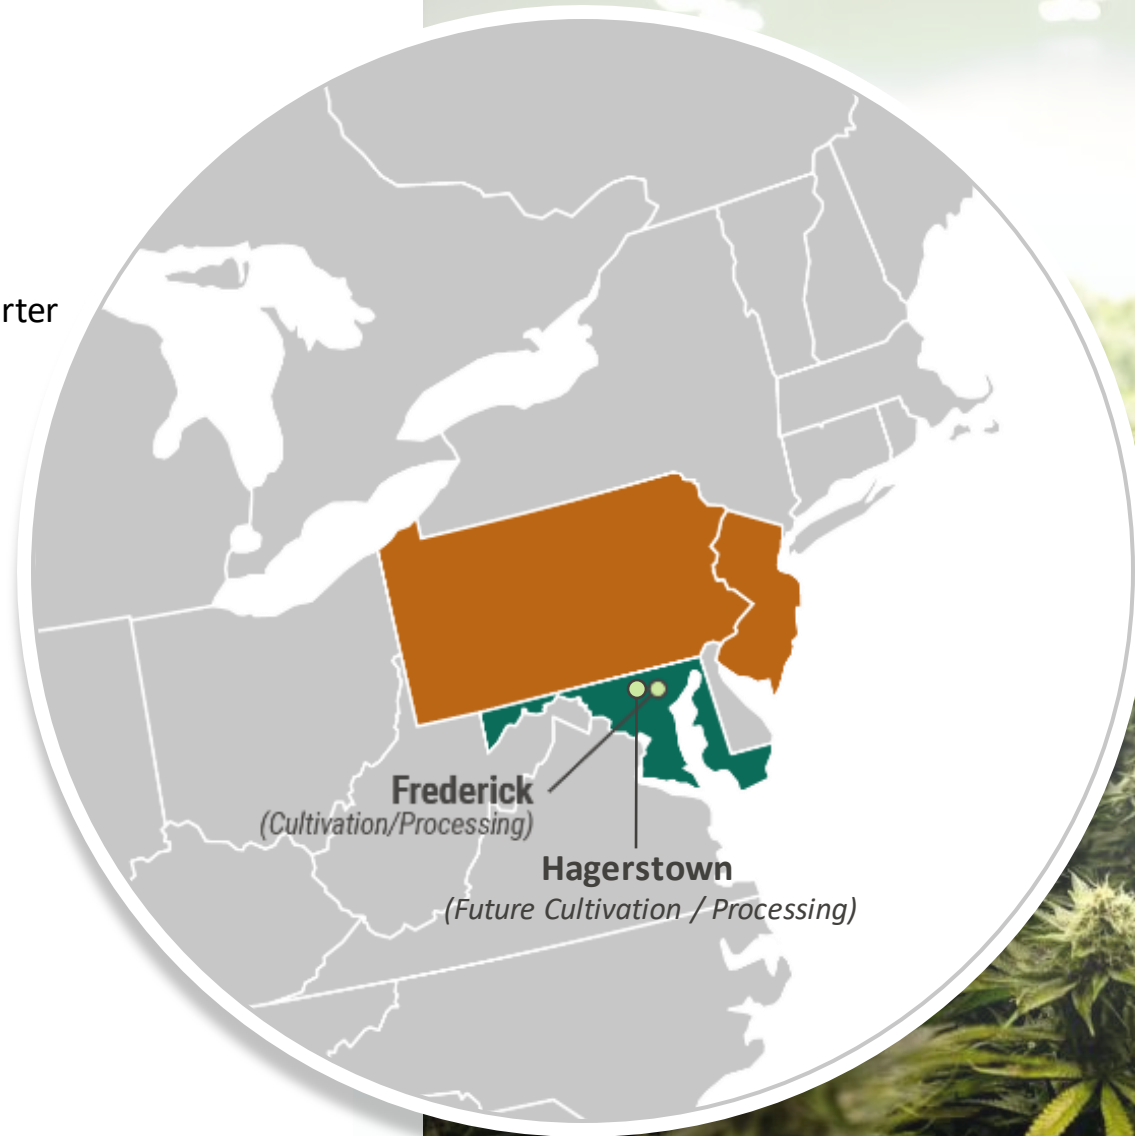 rter
Frederick
(Cultivation/Processing)
Hagerstown
(Future Cultivation / Processing)